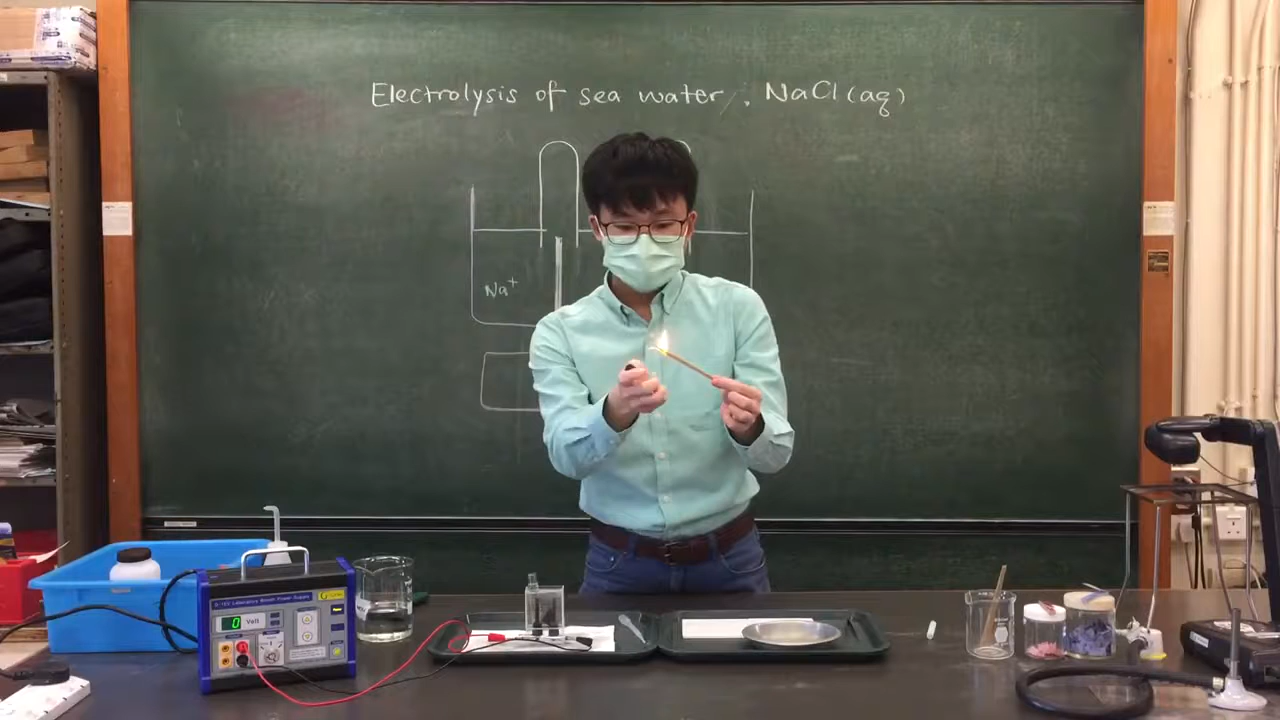 Electrolysis of sea water, : NaCl (aq)
Na⁺
0 Volt